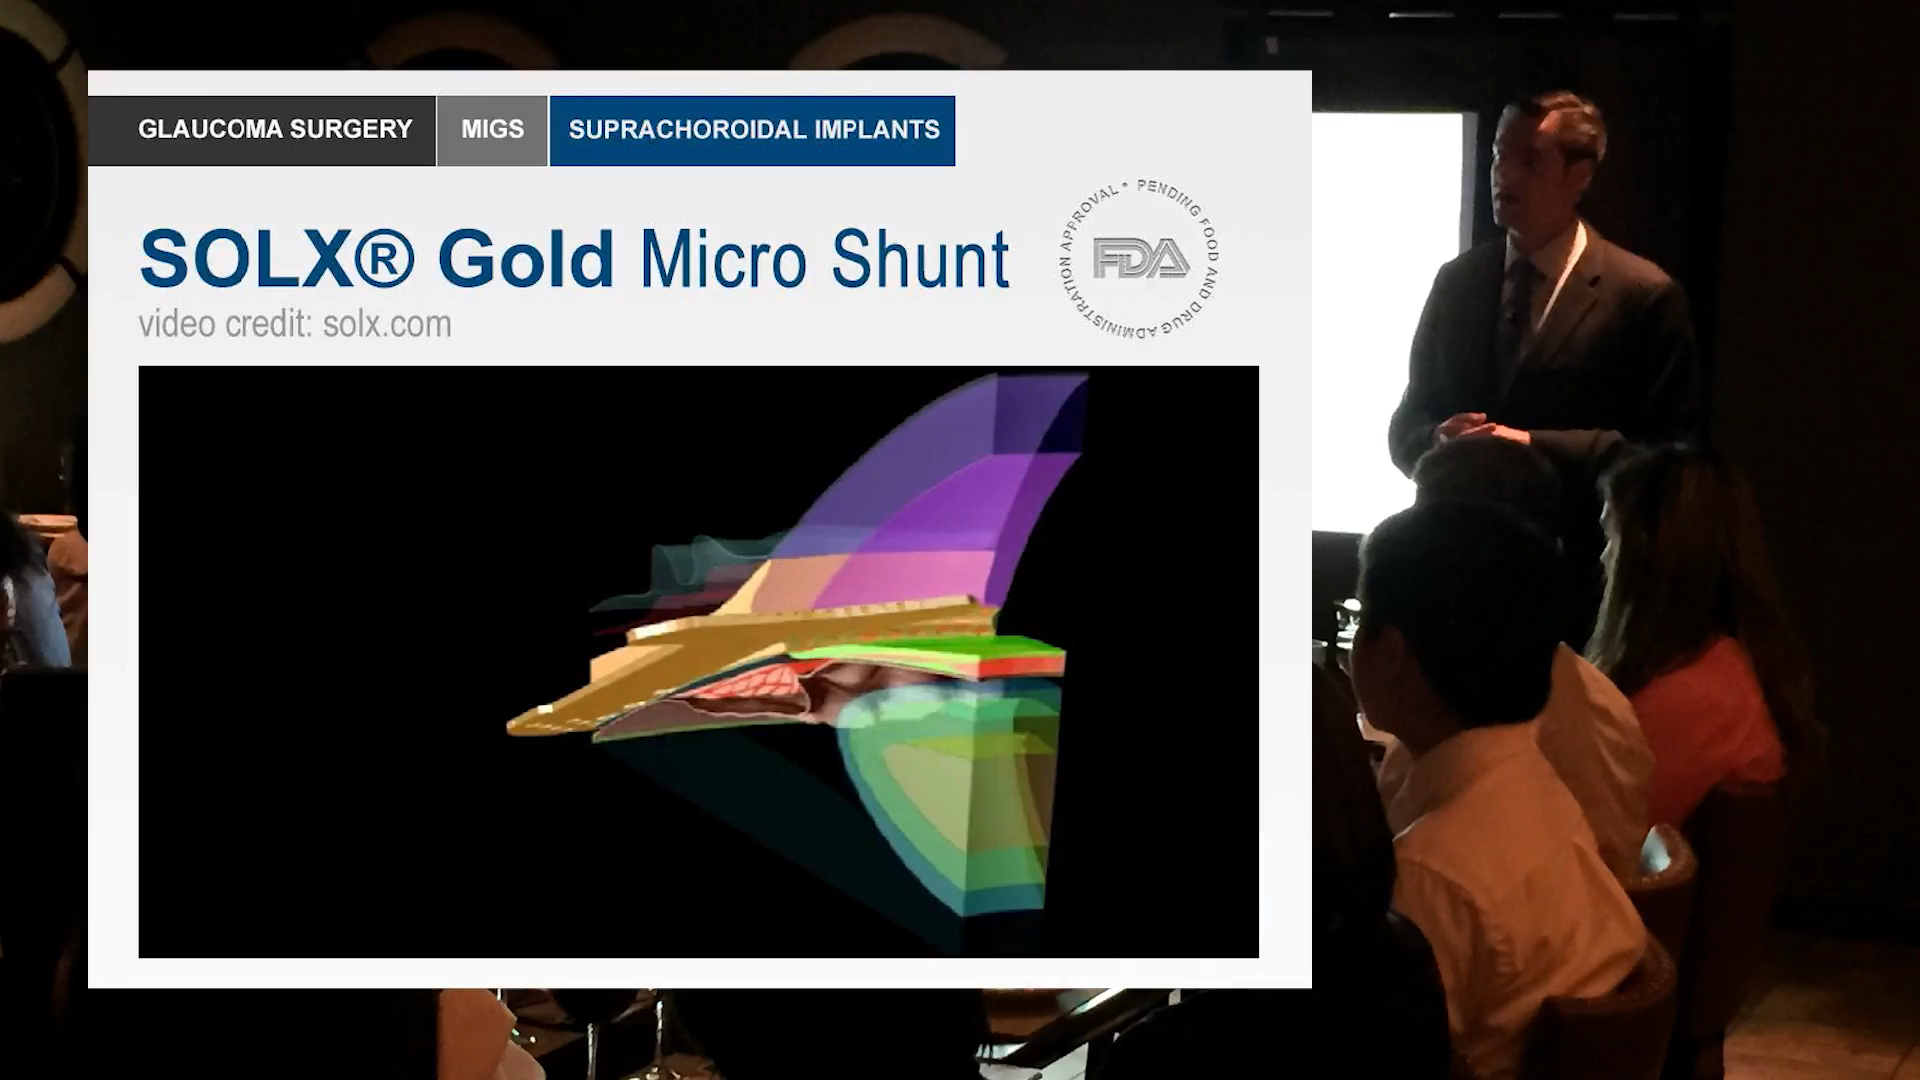 GLAUCOMA SURGERY
MIGS
SUPRACHOROIDAL IMPLANTS
SOLX® Gold Micro Shunt
video credit: solx.com
PENDING FOOD AND DRUG ADMINISTRATION APPROVAL •
FDA